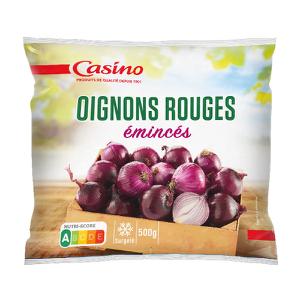 Casino
PRODUITS DE QUALITÉ DEPUIS 1901
OIGNONS ROUGES
émincés
NUTRI-SCORE
A B C D E
Surgelé
500g